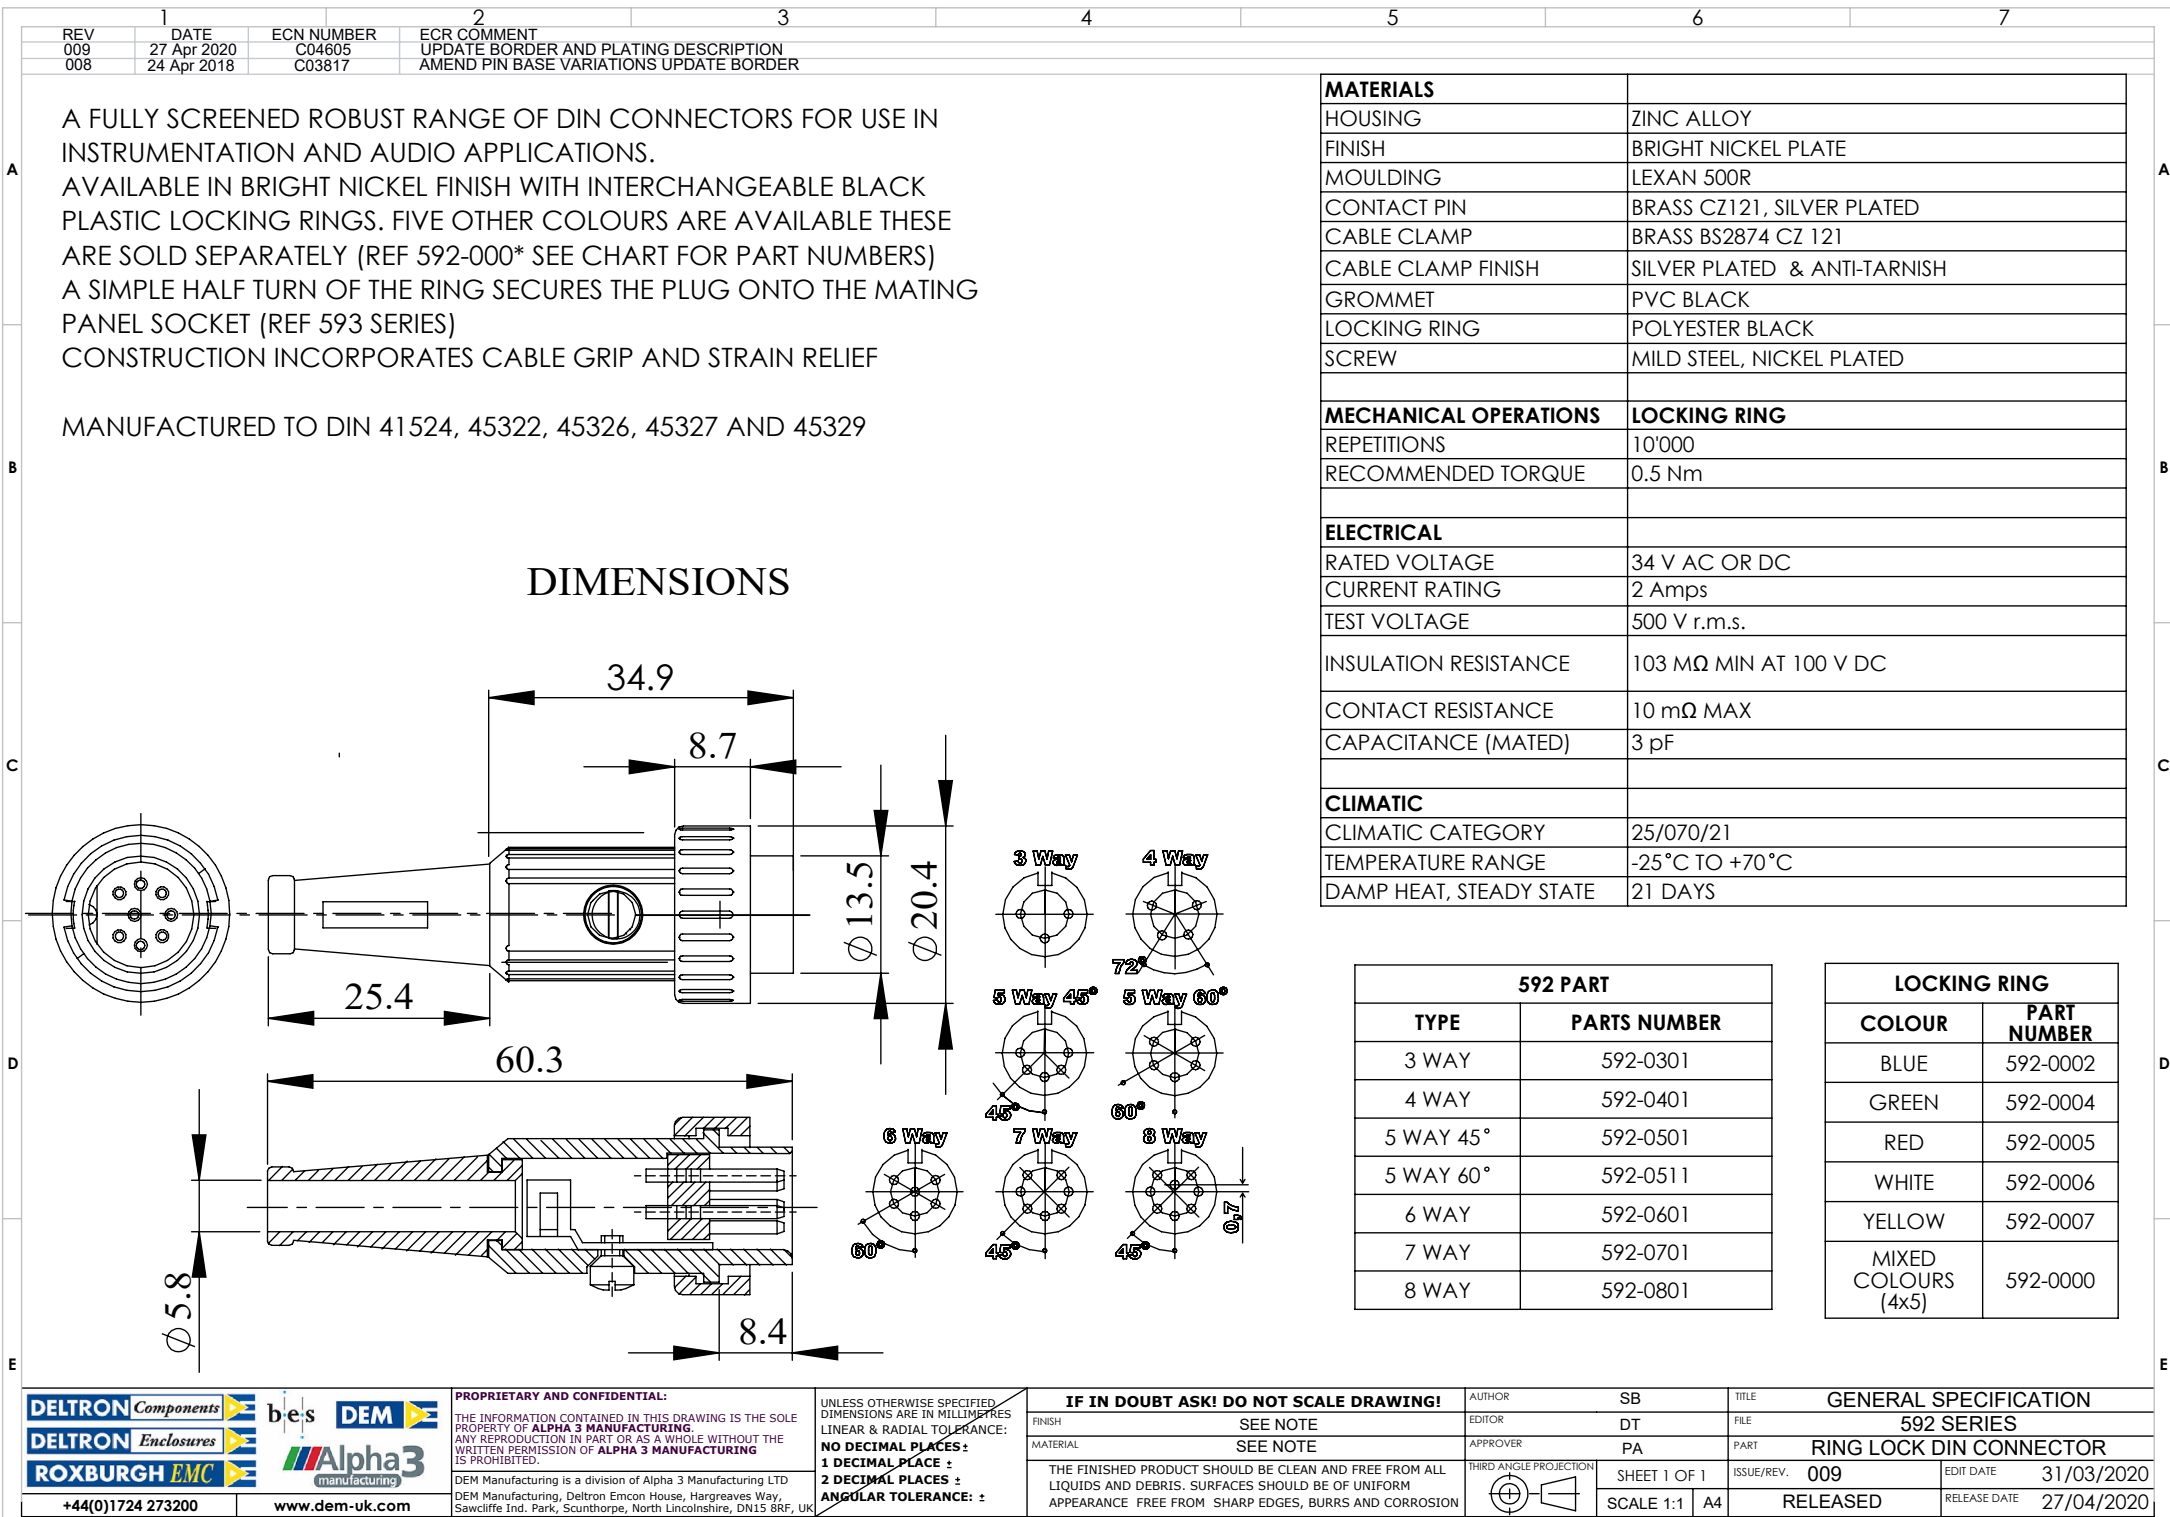 1 2 3 4 5 6 7
REV DATE ECN NUMBER ECR COMMENT
009 27 Apr 2020 C04605 UPDATE BORDER AND PLATING DESCRIPTION
008 24 Apr 2018 C03817 AMEND PIN BASE VARIATIONS UPDATE BORDER
A FULLY SCREENED ROBUST RANGE OF DIN CONNECTORS FOR USE IN
INSTRUMENTATION AND AUDIO APPLICATIONS.
AVAILABLE IN BRIGHT NICKEL FINISH WITH INTERCHANGEABLE BLACK
PLASTIC LOCKING RINGS. FIVE OTHER COLOURS ARE AVAILABLE THESE
ARE SOLD SEPARATELY (REF 592-000* SEE CHART FOR PART NUMBERS)
A SIMPLE HALF TURN OF THE RING SECURES THE PLUG ONTO THE MATING
PANEL SOCKET (REF 593 SERIES)
CONSTRUCTION INCORPORATES CABLE GRIP AND STRAIN RELIEF
MANUFACTURED TO DIN 41524, 45322, 45326, 45327 AND 45329
A A
B B
C C
D D
E E
MATERIALS
HOUSING ZINC ALLOY
FINISH BRIGHT NICKEL PLATE
MOULDING LEXAN 500R
CONTACT PIN BRASS CZ121, SILVER PLATED
CABLE CLAMP BRASS BS2874 CZ 121
CABLE CLAMP FINISH SILVER PLATED & ANTI-TARNISH
GROMMET PVC BLACK
LOCKING RING POLYESTER BLACK
SCREW MILD STEEL, NICKEL PLATED
MECHANICAL OPERATIONS LOCKING RING
REPETITIONS 10'000
RECOMMENDED TORQUE 0.5 Nm
ELECTRICAL
RATED VOLTAGE 34 V AC OR DC
CURRENT RATING 2 Amps
TEST VOLTAGE 500 V r.m.s.
INSULATION RESISTANCE 103 MΩ MIN AT 100 V DC
CONTACT RESISTANCE 10 mΩ MAX
CAPACITANCE (MATED) 3 pF
CLIMATIC
CLIMATIC CATEGORY 25/070/21
TEMPERATURE RANGE -25°C TO +70°C
DAMP HEAT, STEADY STATE 21 DAYS
DIMENSIONS
34.9
8.7
⌀13.5
⌀20.4
25.4
60.3
⌀5.8
8.4
3 Way 4 Way
72°
5 Way 45° 5 Way 60°
45° 60°
6 Way 7 Way 8 Way
60° 45° 45° 0,7
592 PART
TYPE PARTS NUMBER
3 WAY 592-0301
4 WAY 592-0401
5 WAY 45° 592-0501
5 WAY 60° 592-0511
6 WAY 592-0601
7 WAY 592-0701
8 WAY 592-0801
LOCKING RING
COLOUR PART NUMBER
BLUE 592-0002
GREEN 592-0004
RED 592-0005
WHITE 592-0006
YELLOW 592-0007
MIXED COLOURS (4x5) 592-0000
DELTRON Components
DELTRON Enclosures
ROXBURGH EMC
b·e·s DEM
Alpha3
manufacturing
+44(0)1724 273200 www.dem-uk.com
PROPRIETARY AND CONFIDENTIAL:
THE INFORMATION CONTAINED IN THIS DRAWING IS THE SOLE
PROPERTY OF ALPHA 3 MANUFACTURING.
ANY REPRODUCTION IN PART OR AS A WHOLE WITHOUT THE
WRITTEN PERMISSION OF ALPHA 3 MANUFACTURING
IS PROHIBITED.
DEM Manufacturing is a division of Alpha 3 Manufacturing LTD
DEM Manufacturing, Deltron Emcon House, Hargreaves Way,
Sawcliffe Ind. Park, Scunthorpe, North Lincolnshire, DN15 8RF, UK
UNLESS OTHERWISE SPECIFIED
DIMENSIONS ARE IN MILLIMETRES
LINEAR & RADIAL TOLERANCE:
NO DECIMAL PLACES ±
1 DECIMAL PLACE ±
2 DECIMAL PLACES ±
ANGULAR TOLERANCE: ±
IF IN DOUBT ASK! DO NOT SCALE DRAWING!
FINISH SEE NOTE
MATERIAL SEE NOTE
THE FINISHED PRODUCT SHOULD BE CLEAN AND FREE FROM ALL
LIQUIDS AND DEBRIS. SURFACES SHOULD BE OF UNIFORM
APPEARANCE FREE FROM SHARP EDGES, BURRS AND CORROSION
AUTHOR SB
EDITOR DT
APPROVER PA
THIRD ANGLE PROJECTION
SHEET 1 OF 1
SCALE 1:1 A4
TITLE GENERAL SPECIFICATION
FILE 592 SERIES
PART RING LOCK DIN CONNECTOR
ISSUE/REV. 009 EDIT DATE 31/03/2020
RELEASED RELEASE DATE 27/04/2020